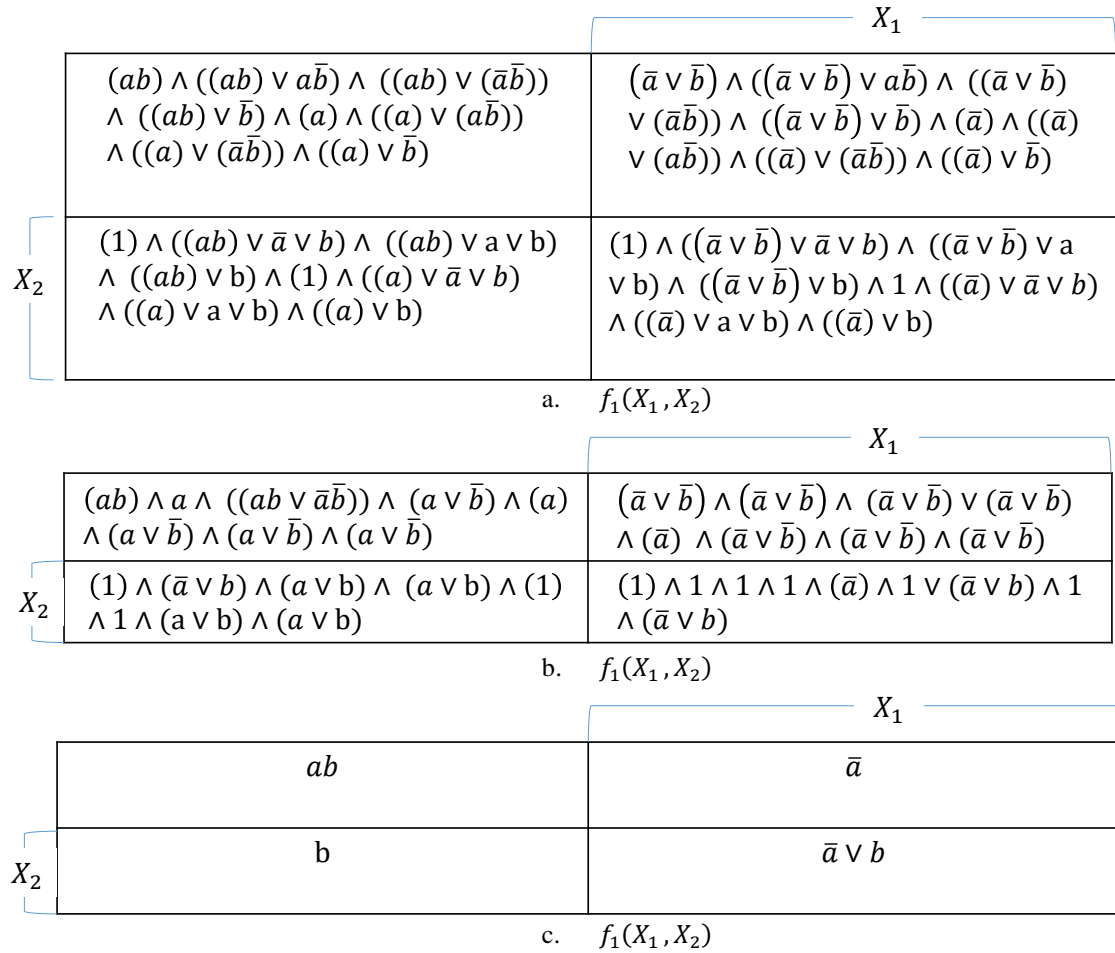 X₁
(ab) ∧ ((ab) ∨ ab̄) ∧ ((ab) ∨ (āb̄))
∧ ((ab) ∨ b̄) ∧ (a) ∧ ((a) ∨ (ab̄))
∧ ((a) ∨ (āb̄)) ∧ ((a) ∨ b̄)
(ā ∨ b̄) ∧ ((ā ∨ b̄) ∨ ab̄) ∧ ((ā ∨ b̄)
∨ (āb̄)) ∧ ((ā ∨ b̄) ∨ b̄) ∧ (ā) ∧ ((ā)
∨ (ab̄)) ∧ ((ā) ∨ (āb̄)) ∧ ((ā) ∨ b̄)
X₂
(1) ∧ ((ab) ∨ ā ∨ b) ∧ ((ab) ∨ a ∨ b)
∧ ((ab) ∨ b) ∧ (1) ∧ ((a) ∨ ā ∨ b)
∧ ((a) ∨ a ∨ b) ∧ ((a) ∨ b)
(1) ∧ ((ā ∨ b̄) ∨ ā ∨ b) ∧ ((ā ∨ b̄) ∨ a
∨ b) ∧ ((ā ∨ b̄) ∨ b) ∧ 1 ∧ ((ā) ∨ ā ∨ b)
∧ ((ā) ∨ a ∨ b) ∧ ((ā) ∨ b)
a. f₁(X₁, X₂)
X₁
(ab) ∧ a ∧ ((ab ∨ āb̄)) ∧ (a ∨ b̄) ∧ (a)
∧ (a ∨ b̄) ∧ (a ∨ b̄) ∧ (a ∨ b̄)
(ā ∨ b̄) ∧ (ā ∨ b̄) ∧ (ā ∨ b̄) ∨ (ā ∨ b̄)
∧ (ā) ∧ (ā ∨ b̄) ∧ (ā ∨ b̄) ∧ (ā ∨ b̄)
X₂
(1) ∧ (ā ∨ b) ∧ (a ∨ b) ∧ (a ∨ b) ∧ (1)
∧ 1 ∧ (a ∨ b) ∧ (a ∨ b)
(1) ∧ 1 ∧ 1 ∧ 1 ∧ (ā) ∧ 1 ∨ (ā ∨ b) ∧ 1
∧ (ā ∨ b)
b. f₁(X₁, X₂)
X₁
ab
ā
X₂
b
ā ∨ b
c. f₁(X₁, X₂)